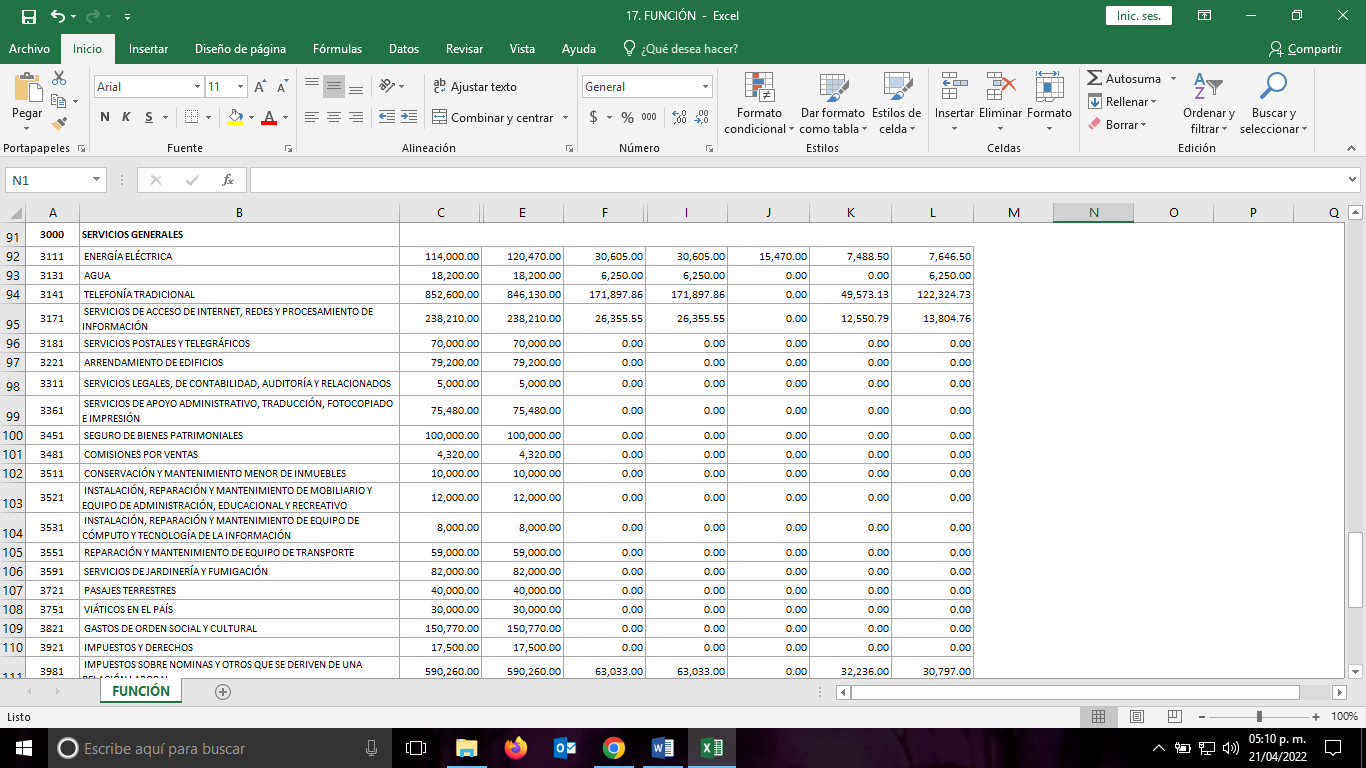 17. FUNCIÓN - Excel
Inic. ses.
Archivo Inicio Insertar Diseño de página Fórmulas Datos Revisar Vista Ayuda ¿Qué desea hacer? Compartir
Pegar
Portapapeles
Arial 11
N K S
Fuente
Ajustar texto
Combinar y centrar
Alineación
General
$ % 000
Número
Formato condicional
Dar formato como tabla
Estilos de celda
Estilos
Insertar Eliminar Formato
Celdas
Autosuma
Rellenar
Borrar
Ordenar y filtrar
Buscar y seleccionar
Edición
N1 fx
A B C E F I J K L M N O P Q
91 3000 SERVICIOS GENERALES
92 3111 ENERGÍA ELÉCTRICA 114,000.00 120,470.00 30,605.00 30,605.00 15,470.00 7,488.50 7,646.50
93 3131 AGUA 18,200.00 18,200.00 6,250.00 6,250.00 0.00 0.00 6,250.00
94 3141 TELEFONÍA TRADICIONAL 852,600.00 846,130.00 171,897.86 171,897.86 0.00 49,573.13 122,324.73
95 3171 SERVICIOS DE ACCESO DE INTERNET, REDES Y PROCESAMIENTO DE
INFORMACIÓN 238,210.00 238,210.00 26,355.55 26,355.55 0.00 12,550.79 13,804.76
96 3181 SERVICIOS POSTALES Y TELEGRÁFICOS 70,000.00 70,000.00 0.00 0.00 0.00 0.00 0.00
97 3221 ARRENDAMIENTO DE EDIFICIOS 79,200.00 79,200.00 0.00 0.00 0.00 0.00 0.00
98 3311 SERVICIOS LEGALES, DE CONTABILIDAD, AUDITORÍA Y RELACIONADOS 5,000.00 5,000.00 0.00 0.00 0.00 0.00 0.00
99 3361 SERVICIOS DE APOYO ADMINISTRATIVO, TRADUCCIÓN, FOTOCOPIADO
E IMPRESIÓN 75,480.00 75,480.00 0.00 0.00 0.00 0.00 0.00
100 3451 SEGURO DE BIENES PATRIMONIALES 100,000.00 100,000.00 0.00 0.00 0.00 0.00 0.00
101 3481 COMISIONES POR VENTAS 4,320.00 4,320.00 0.00 0.00 0.00 0.00 0.00
102 3511 CONSERVACIÓN Y MANTENIMIENTO MENOR DE INMUEBLES 10,000.00 10,000.00 0.00 0.00 0.00 0.00 0.00
103 3521 INSTALACIÓN, REPARACIÓN Y MANTENIMIENTO DE MOBILIARIO Y
EQUIPO DE ADMINISTRACIÓN, EDUCACIONAL Y RECREATIVO 12,000.00 12,000.00 0.00 0.00 0.00 0.00 0.00
104 3531 INSTALACIÓN, REPARACIÓN Y MANTENIMIENTO DE EQUIPO DE
CÓMPUTO Y TECNOLOGÍA DE LA INFORMACIÓN 8,000.00 8,000.00 0.00 0.00 0.00 0.00 0.00
105 3551 REPARACIÓN Y MANTENIMIENTO DE EQUIPO DE TRANSPORTE 59,000.00 59,000.00 0.00 0.00 0.00 0.00 0.00
106 3591 SERVICIOS DE JARDINERÍA Y FUMIGACIÓN 82,000.00 82,000.00 0.00 0.00 0.00 0.00 0.00
107 3721 PASAJES TERRESTRES 40,000.00 40,000.00 0.00 0.00 0.00 0.00 0.00
108 3751 VIÁTICOS EN EL PAÍS 30,000.00 30,000.00 0.00 0.00 0.00 0.00 0.00
109 3821 GASTOS DE ORDEN SOCIAL Y CULTURAL 150,770.00 150,770.00 0.00 0.00 0.00 0.00 0.00
110 3921 IMPUESTOS Y DERECHOS 17,500.00 17,500.00 0.00 0.00 0.00 0.00 0.00
111 3981 IMPUESTOS SOBRE NOMINAS Y OTROS QUE SE DERIVEN DE UNA
590,260.00 590,260.00 63,033.00 63,033.00 0.00 32,236.00 30,797.00
FUNCIÓN
Listo 100%
Escribe aquí para buscar
05:10 p. m.
21/04/2022